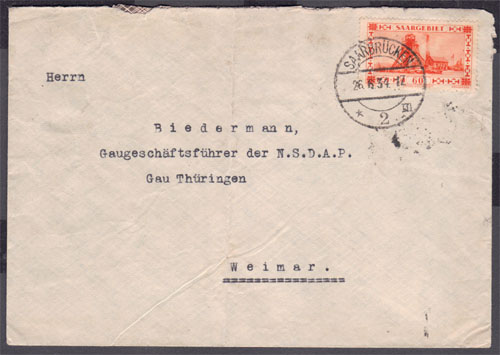 SAARGEBIET
60
SAARBRÜCKEN
26.6.34.-17
* 2 m
Herrn
Biedermann,
Gaugeschäftsführer der N.S.D.A.P.
Gau Thüringen
Weimar.